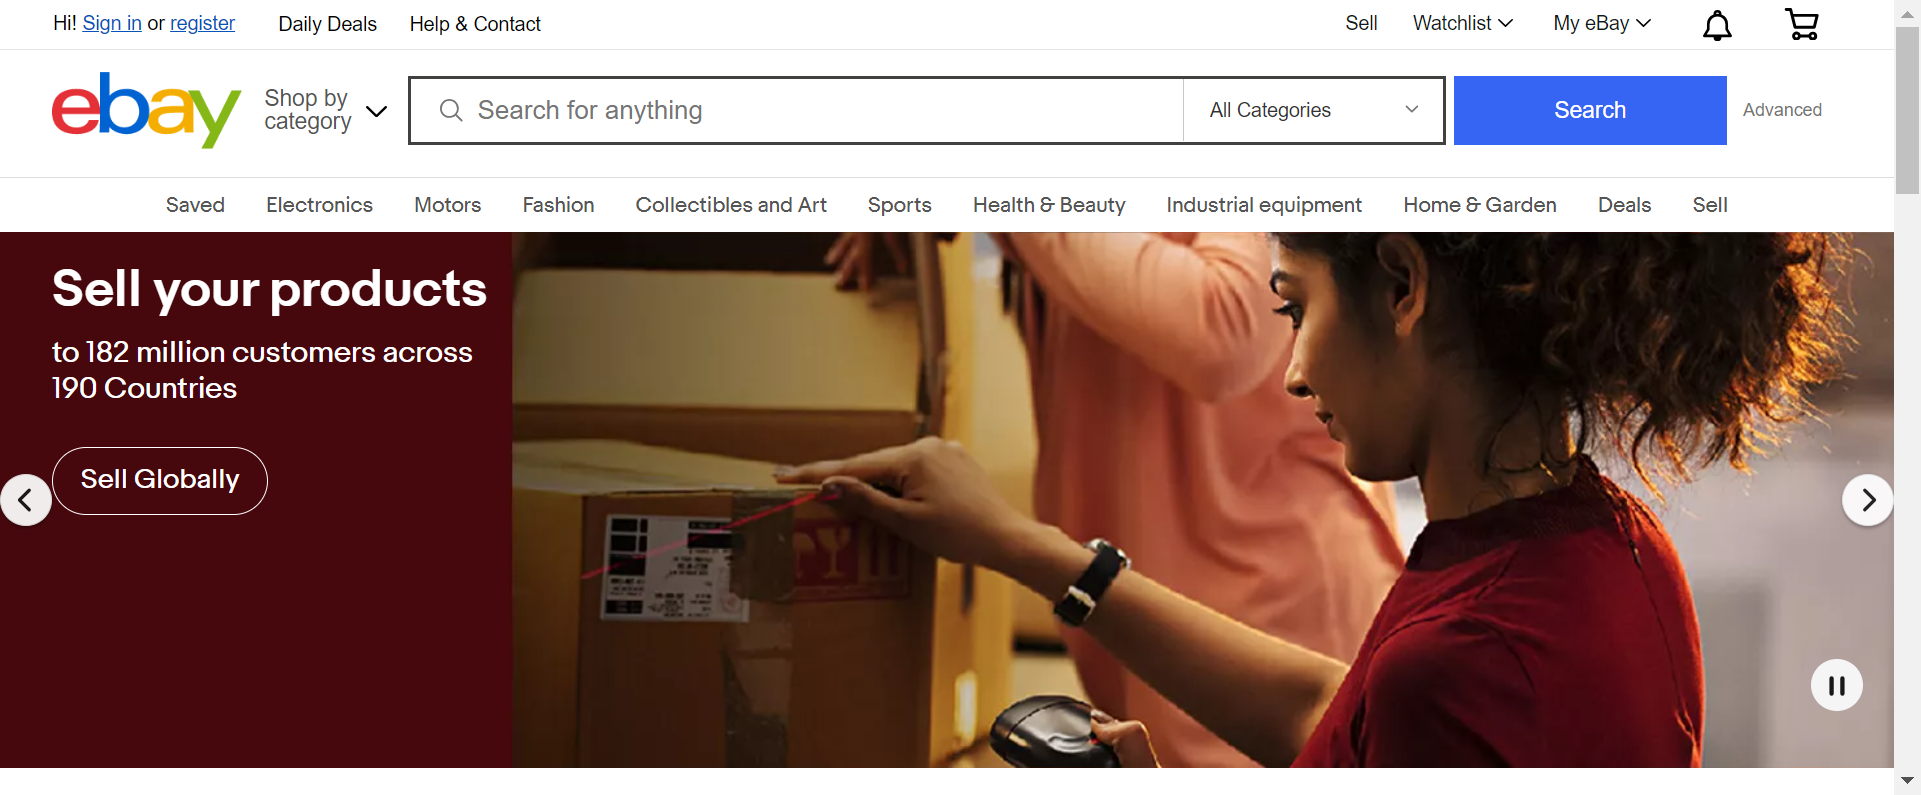 Hi! Sign in or register Daily Deals Help & Contact Sell Watchlist My eBay
ebay
Shop by
category
Search for anything
All Categories
Search
Advanced
Saved Electronics Motors Fashion Collectibles and Art Sports Health & Beauty Industrial equipment Home & Garden Deals Sell
Sell your products
to 182 million customers across
190 Countries
Sell Globally